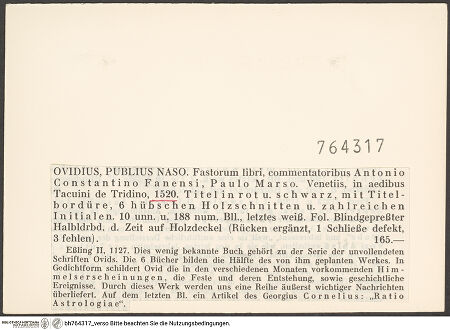 764317
OVIDIUS, PUBLIUS NASO. Fastorum libri, commentatoribus Antonio
Constantino Fanensi, Paulo Marso. Venetiis, in aedibus
Tacuini de Tridino, 1520. Titel in rot u. schwarz, mit Titel-
bordüre, 6 hübschen Holzschnitten u. zahlreichen
Initialen. 10 unn. u. 188 num. Bll., letztes weiß. Fol. Blindgepreßter
Halbldrbd. d. Zeit auf Holzdeckel (Rücken ergänzt, 1 Schließe defekt,
3 fehlen). 165.—
Eßling II, 1127. Dies wenig bekannte Buch gehört zu der Serie der unvollendeten
Schriften Ovids. Die 6 Bücher bilden die Hälfte des von ihm geplanten Werkes. In
Gedichtform schildert Ovid die in den verschiedenen Monaten vorkommenden Him-
melserscheinungen, die Feste und deren Entstehung, sowie geschichtliche
Ereignisse. Durch dieses Werk werden uns eine Reihe äußerst wichtiger Nachrichten
überliefert. Auf dem letzten Bl. ein Artikel des Georgius Cornelius: „Ratio
Astrologiae".
bh764317_verso Bitte beachten Sie die Nutzungsbedingungen.